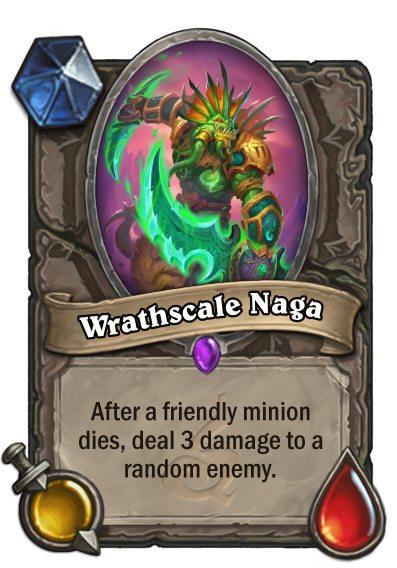 Wrathscale Naga
After a friendly minion
dies, deal 3 damage to a
random enemy.